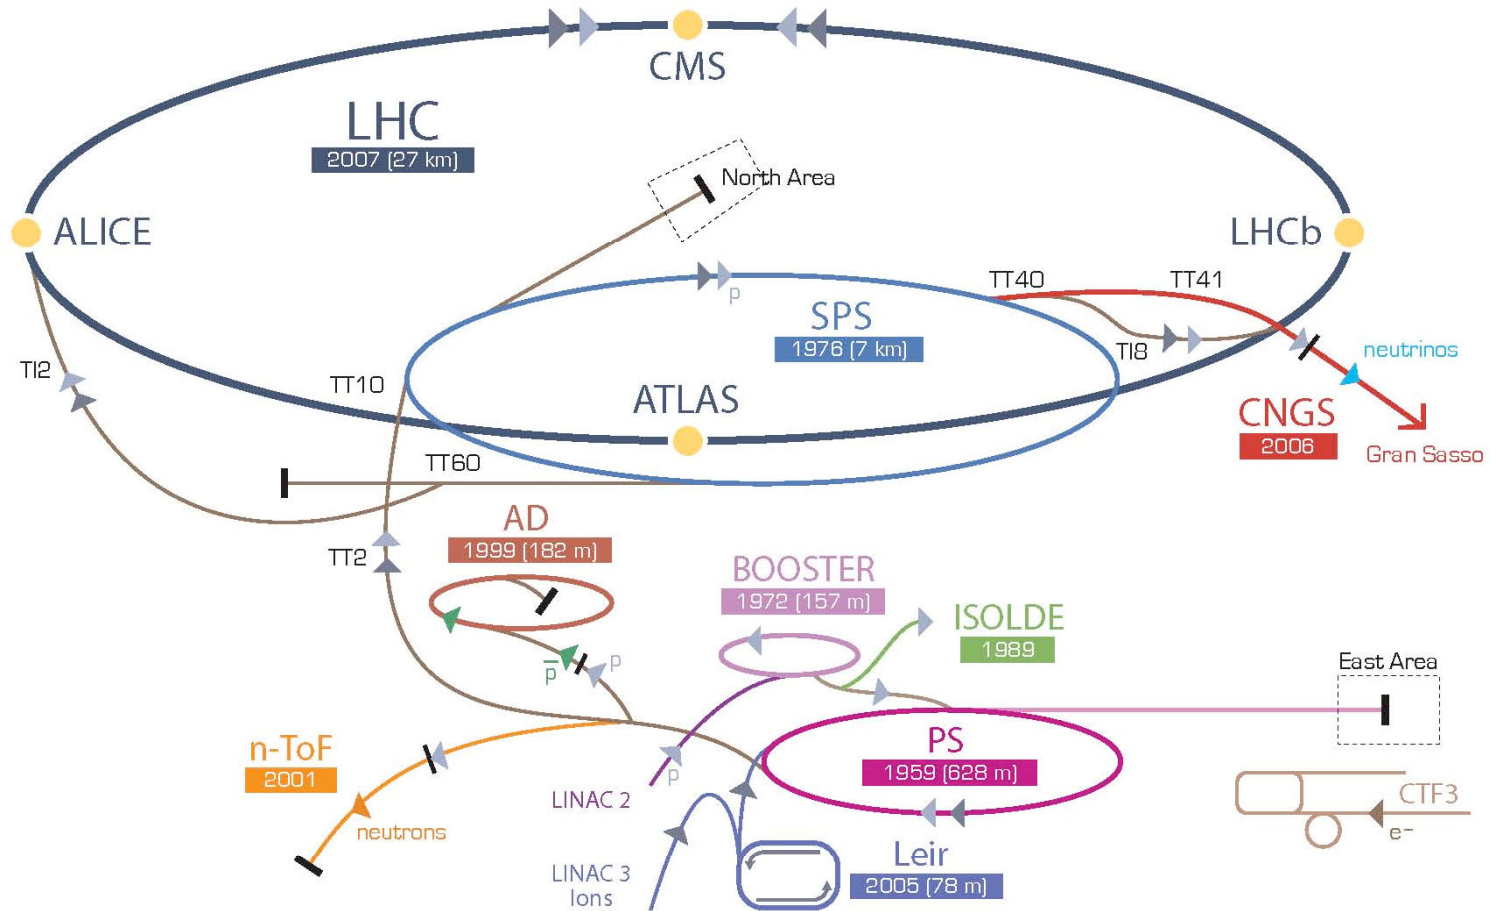 CMS
LHC
2007 (27 km)
North Area
ALICE
LHCb
TT40
TT41
SPS
1976 (7 km)
TI8
neutrinos
TI2
TT10
ATLAS
CNGS
2006
Gran Sasso
TT60
AD
1999 (182 m)
TT2
BOOSTER
1972 (157 m)
ISOLDE
1989
East Area
p
p̅
p
n-ToF
2001
PS
1959 (628 m)
p
LINAC 2
CTF3
neutrons
e-
Leir
2005 (78 m)
LINAC 3
Ions